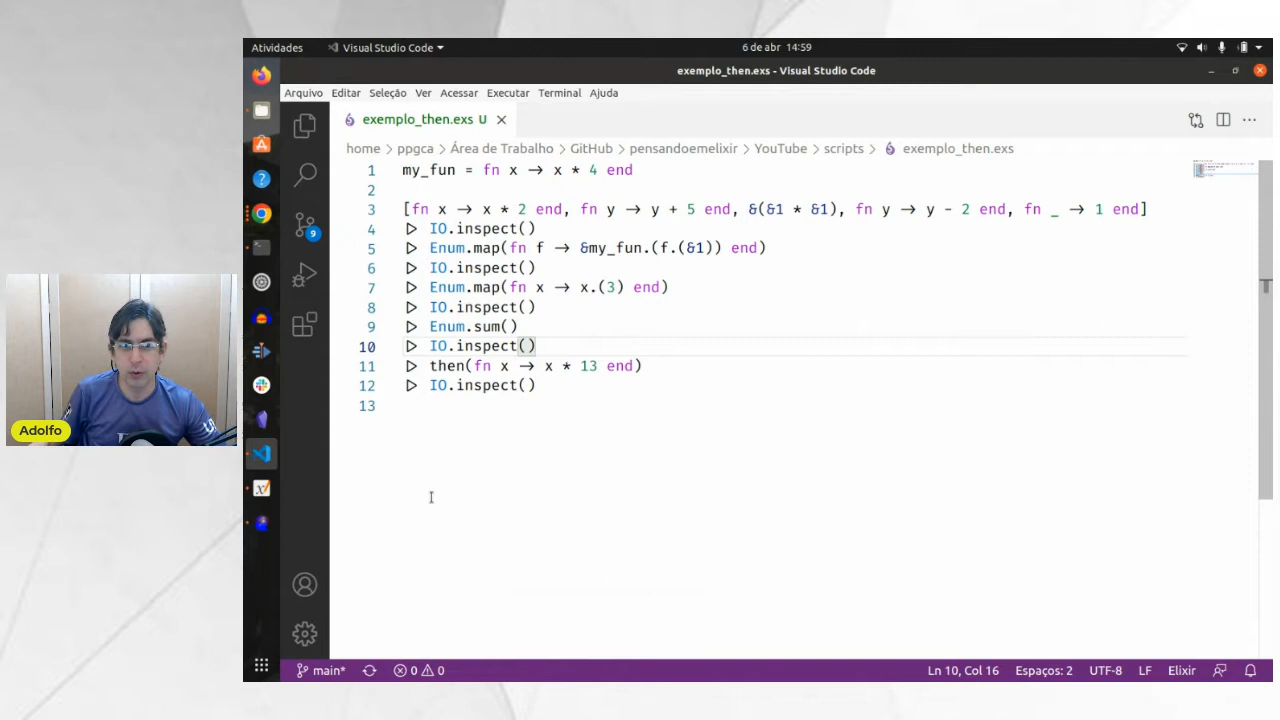 Atividades
Visual Studio Code
6 de abr 14:59
exemplo_then.exs - Visual Studio Code
Arquivo Editar Seleção Ver Acessar Executar Terminal Ajuda
exemplo_then.exs U
home > ppgca > Área de Trabalho > GitHub > pensandoemelixir > YouTube > scripts > exemplo_then.exs
1 my_fun = fn x -> x * 4 end
2
3 [fn x -> x * 2 end, fn y -> y + 5 end, &(&1 * &1), fn y -> y - 2 end, fn _ -> 1 end]
4 |> IO.inspect()
5 |> Enum.map(fn f -> &my_fun.(f.(&1)) end)
6 |> IO.inspect()
7 |> Enum.map(fn x -> x.(3) end)
8 |> IO.inspect()
9 |> Enum.sum()
10 |> IO.inspect()
11 |> then(fn x -> x * 13 end)
12 |> IO.inspect()
13
9
Adolfo
main* 0 0 Ln 10, Col 16 Espaços: 2 UTF-8 LF Elixir